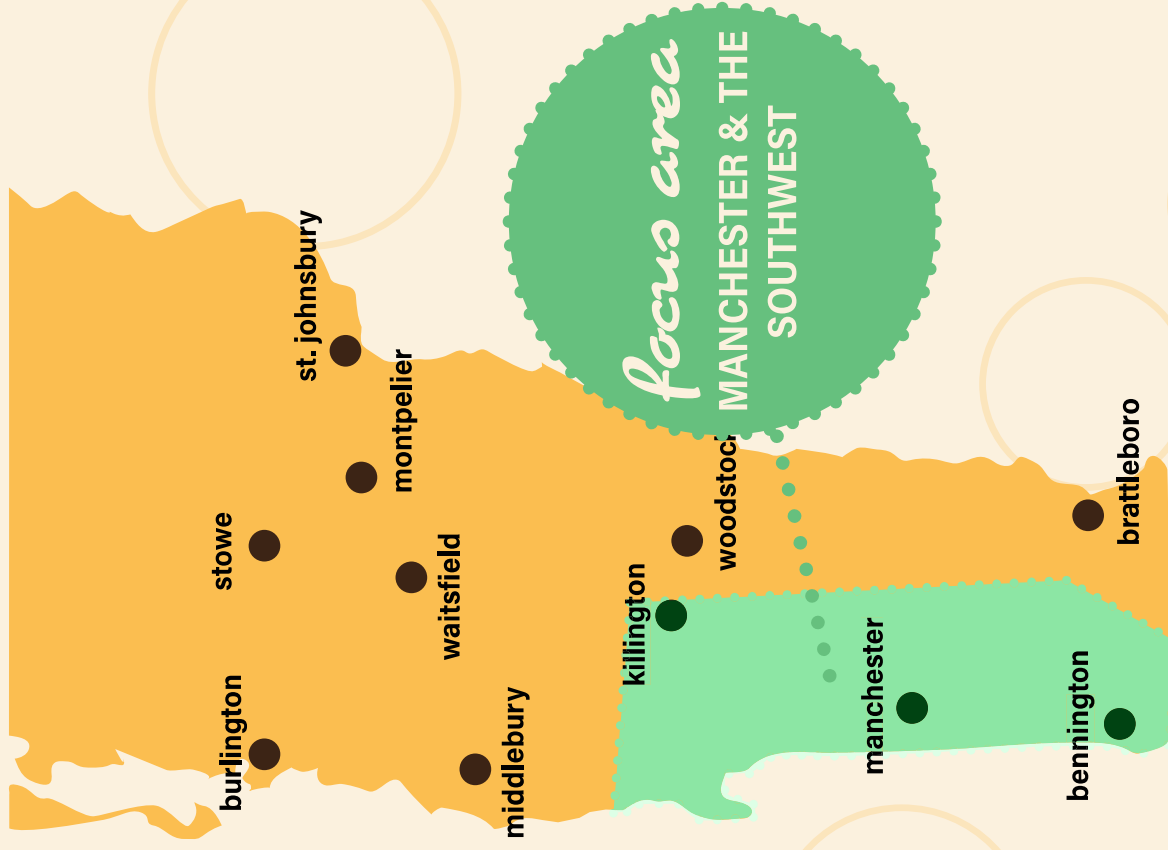 focus area
MANCHESTER & THE
SOUTHWEST
burlington
stowe
st. johnsbury
montpelier
waitsfield
middlebury
killington
woodstock
manchester
bennington
brattleboro